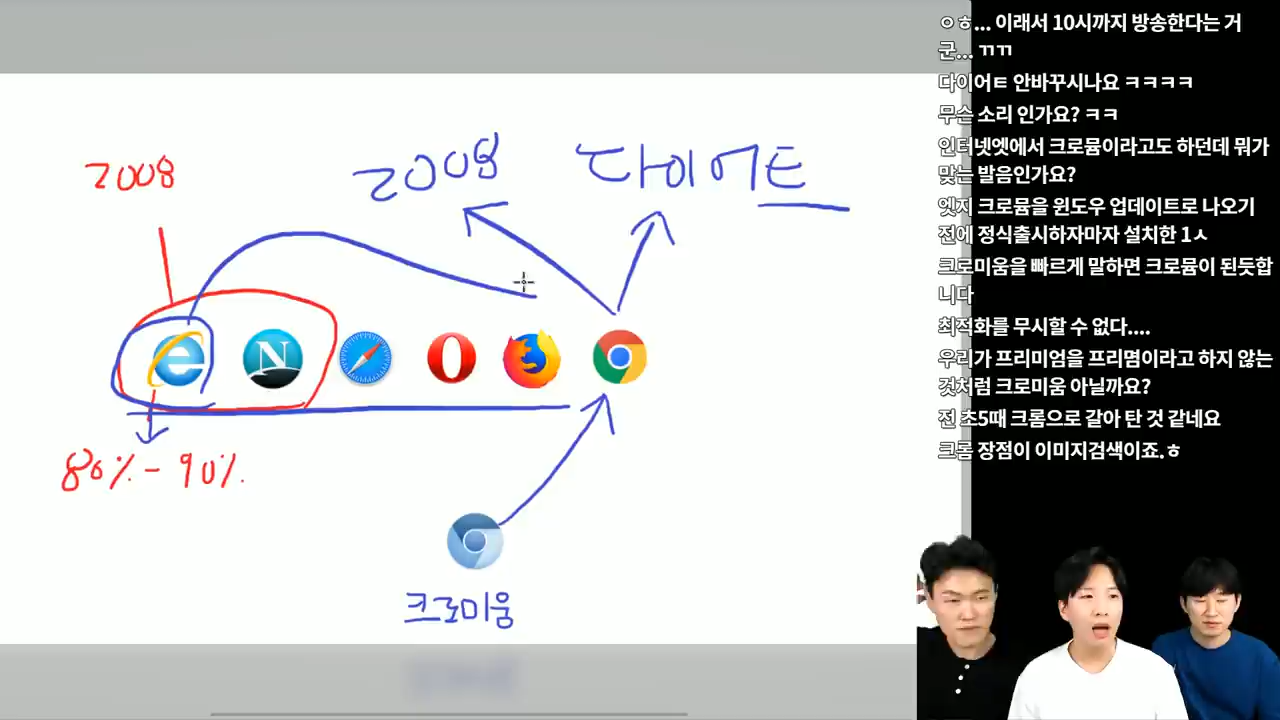 2008
2008
다이어트
80% - 90%
크로미움
ㅇㅎ... 이래서 10시까지 방송한다는 거
군... ㄲㄲ
다이어ㅌ 안바꾸시나요 ㅋㅋㅋㅋ
무슨 소리 인가요? ㅋㅋ
인터넷엣에서 크로뮴이라고도 하던데 뭐가
맞는 발음인가요?
엣지 크로뮴을 윈도우 업데이트로 나오기
전에 정식출시하자마자 설치한 1ㅅ
크로미움을 빠르게 말하면 크로뮴이 된듯합
니다
최적화를 무시할 수 없다....
우리가 프리미엄을 프리몀이라고 하지 않는
것처럼 크로미움 아닐까요?
전 초5때 크롬으로 갈아 탄 것 같네요
크롬 장점이 이미지검색이죠.ㅎ